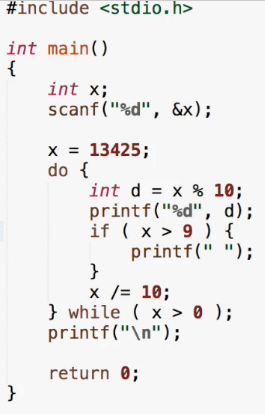 #include <stdio.h>
int main()
{
int x;
scanf("%d", &x);
x = 13425;
do {
int d = x % 10;
printf("%d", d);
if ( x > 9 ) {
printf(" ");
}
x /= 10;
} while ( x > 0 );
printf("\n");
return 0;
}